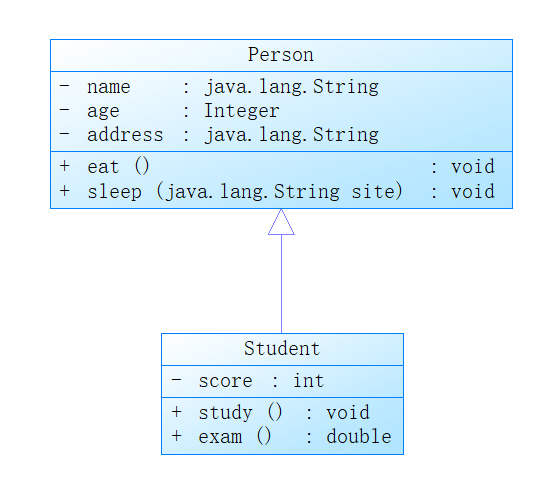 Person
- name : java.lang.String
- age : Integer
- address : java.lang.String
+ eat () : void
+ sleep (java.lang.String site) : void
Student
- score : int
+ study () : void
+ exam () : double